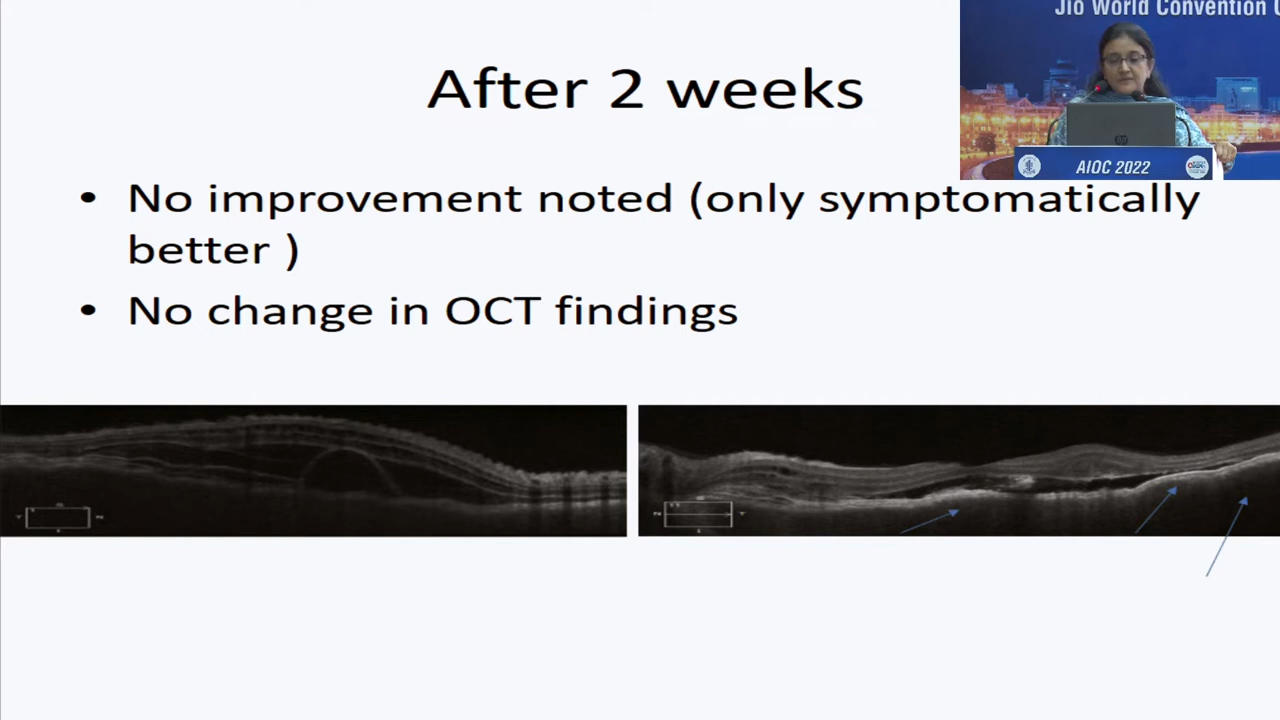 Jio World Convention
After 2 weeks
AIOC 2022
• No improvement noted (only symptomatically
better )
• No change in OCT findings